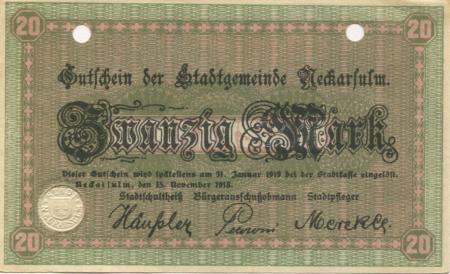 20 20
Gutschein der Stadtgemeinde Neckarsulm.
Zwanzig Mark
Dieser Gutschein wird spätestens am 31. Januar 1919 bei der Stadtkasse eingelöst.
Neckarsulm, den 15. November 1918.
Stadtschultheiß Bürgerausschußobmann Stadtpfleger
Häußler
20 20